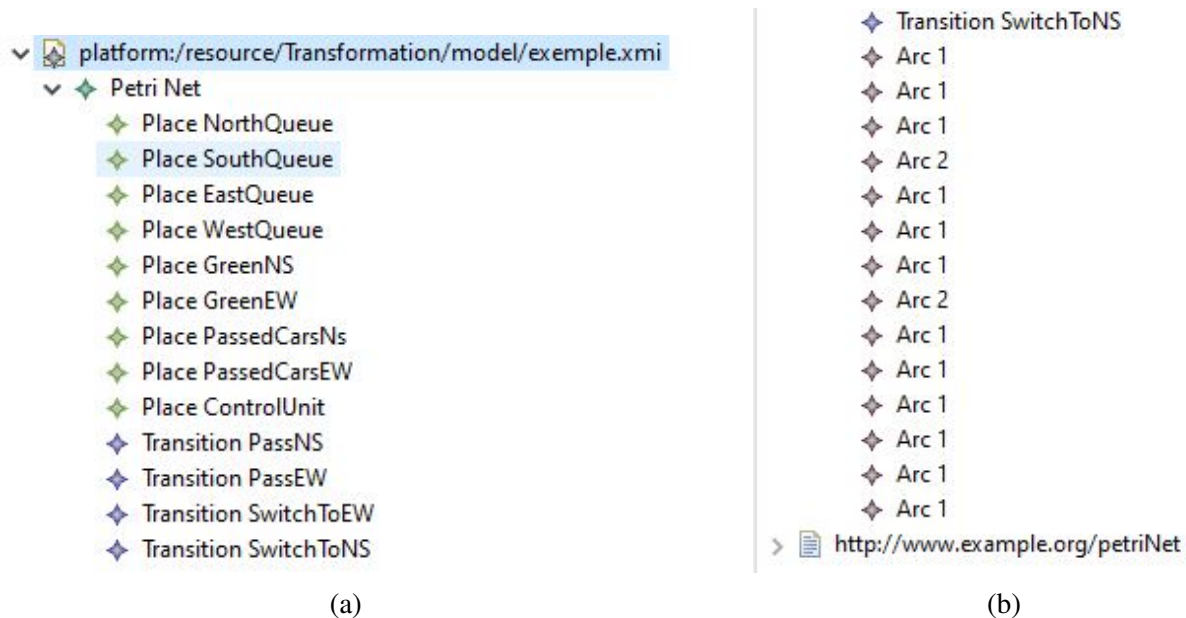 platform:/resource/Transformation/model/exemple.xmi
Petri Net
Place NorthQueue
Place SouthQueue
Place EastQueue
Place WestQueue
Place GreenNS
Place GreenEW
Place PassedCarsNs
Place PassedCarsEW
Place ControlUnit
Transition PassNS
Transition PassEW
Transition SwitchToEW
Transition SwitchToNS
(a)
Transition SwitchToNS
Arc 1
Arc 1
Arc 1
Arc 2
Arc 1
Arc 1
Arc 1
Arc 2
Arc 1
Arc 1
Arc 1
Arc 1
Arc 1
Arc 1
http://www.example.org/petriNet
(b)